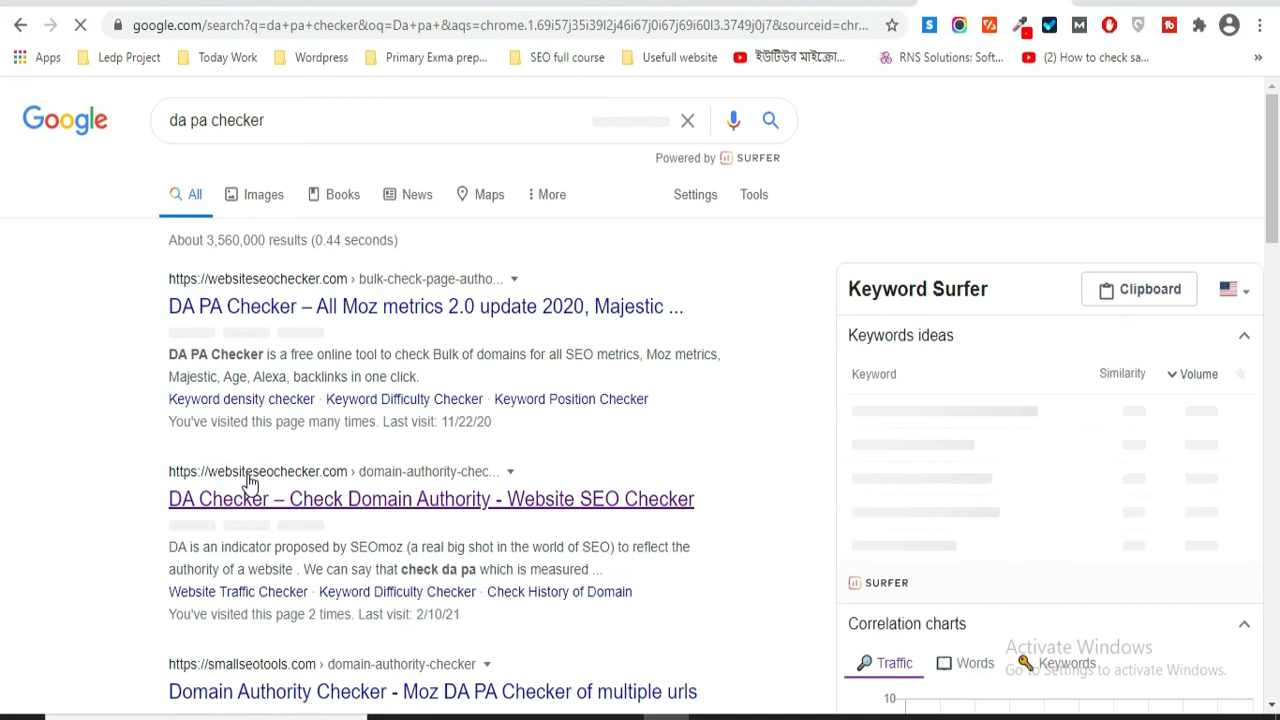 google.com/search?q=da+pa+checker&oq=Da+pa+&aqs=chrome.1.69i57j35i39l2j46i67j0i67j69i60l3.3749j0j7&sourceid=chr...
Apps Ledp Project Today Work Wordpress Primary Exma prep... SEO full course Usefull website ইউটিউব মাইক্রো... RNS Solutions: Soft... (2) How to check sa... »
Google da pa checker
Powered by SURFER
All Images Books News Maps More Settings Tools
About 3,560,000 results (0.44 seconds)
https://websiteseochecker.com › bulk-check-page-autho...
DA PA Checker – All Moz metrics 2.0 update 2020, Majestic ...
DA PA Checker is a free online tool to check Bulk of domains for all SEO metrics, Moz metrics,
Majestic, Age, Alexa, backlinks in one click.
Keyword density checker · Keyword Difficulty Checker · Keyword Position Checker
You've visited this page many times. Last visit: 11/22/20
https://websiteseochecker.com › domain-authority-chec...
DA Checker – Check Domain Authority - Website SEO Checker
DA is an indicator proposed by SEOmoz (a real big shot in the world of SEO) to reflect the
authority of a website . We can say that check da pa which is measured ...
Website Traffic Checker · Keyword Difficulty Checker · Check History of Domain
You've visited this page 2 times. Last visit: 2/10/21
https://smallseotools.com › domain-authority-checker
Domain Authority Checker - Moz DA PA Checker of multiple urls
Keyword Surfer Clipboard
Keywords ideas
Keyword Similarity Volume
SURFER
Correlation charts
Traffic Words Keywords
10
Activate Windows
Go to Settings to activate Windows.